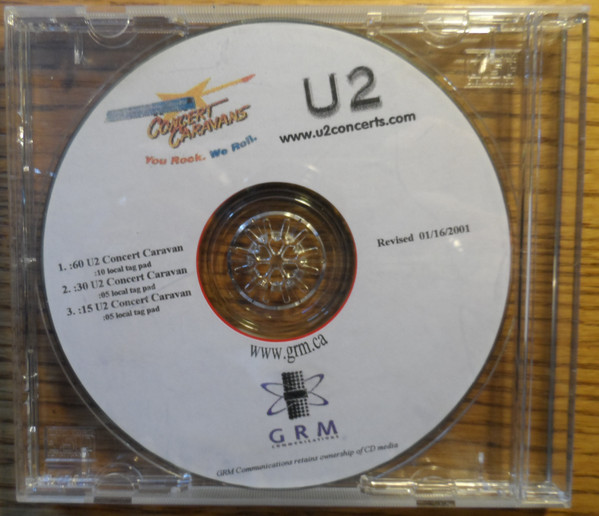 CONCERT
CARAVANS
You Rock. We Roll.
U2
www.u2concerts.com
1. :60 U2 Concert Caravan
:10 local tag pad
2. :30 U2 Concert Caravan
:05 local tag pad
3. :15 U2 Concert Caravan
:05 local tag pad
Revised 01/16/2001
www.grm.ca
GRM
COMMUNICATIONS
GRM Communications retains ownership of CD media